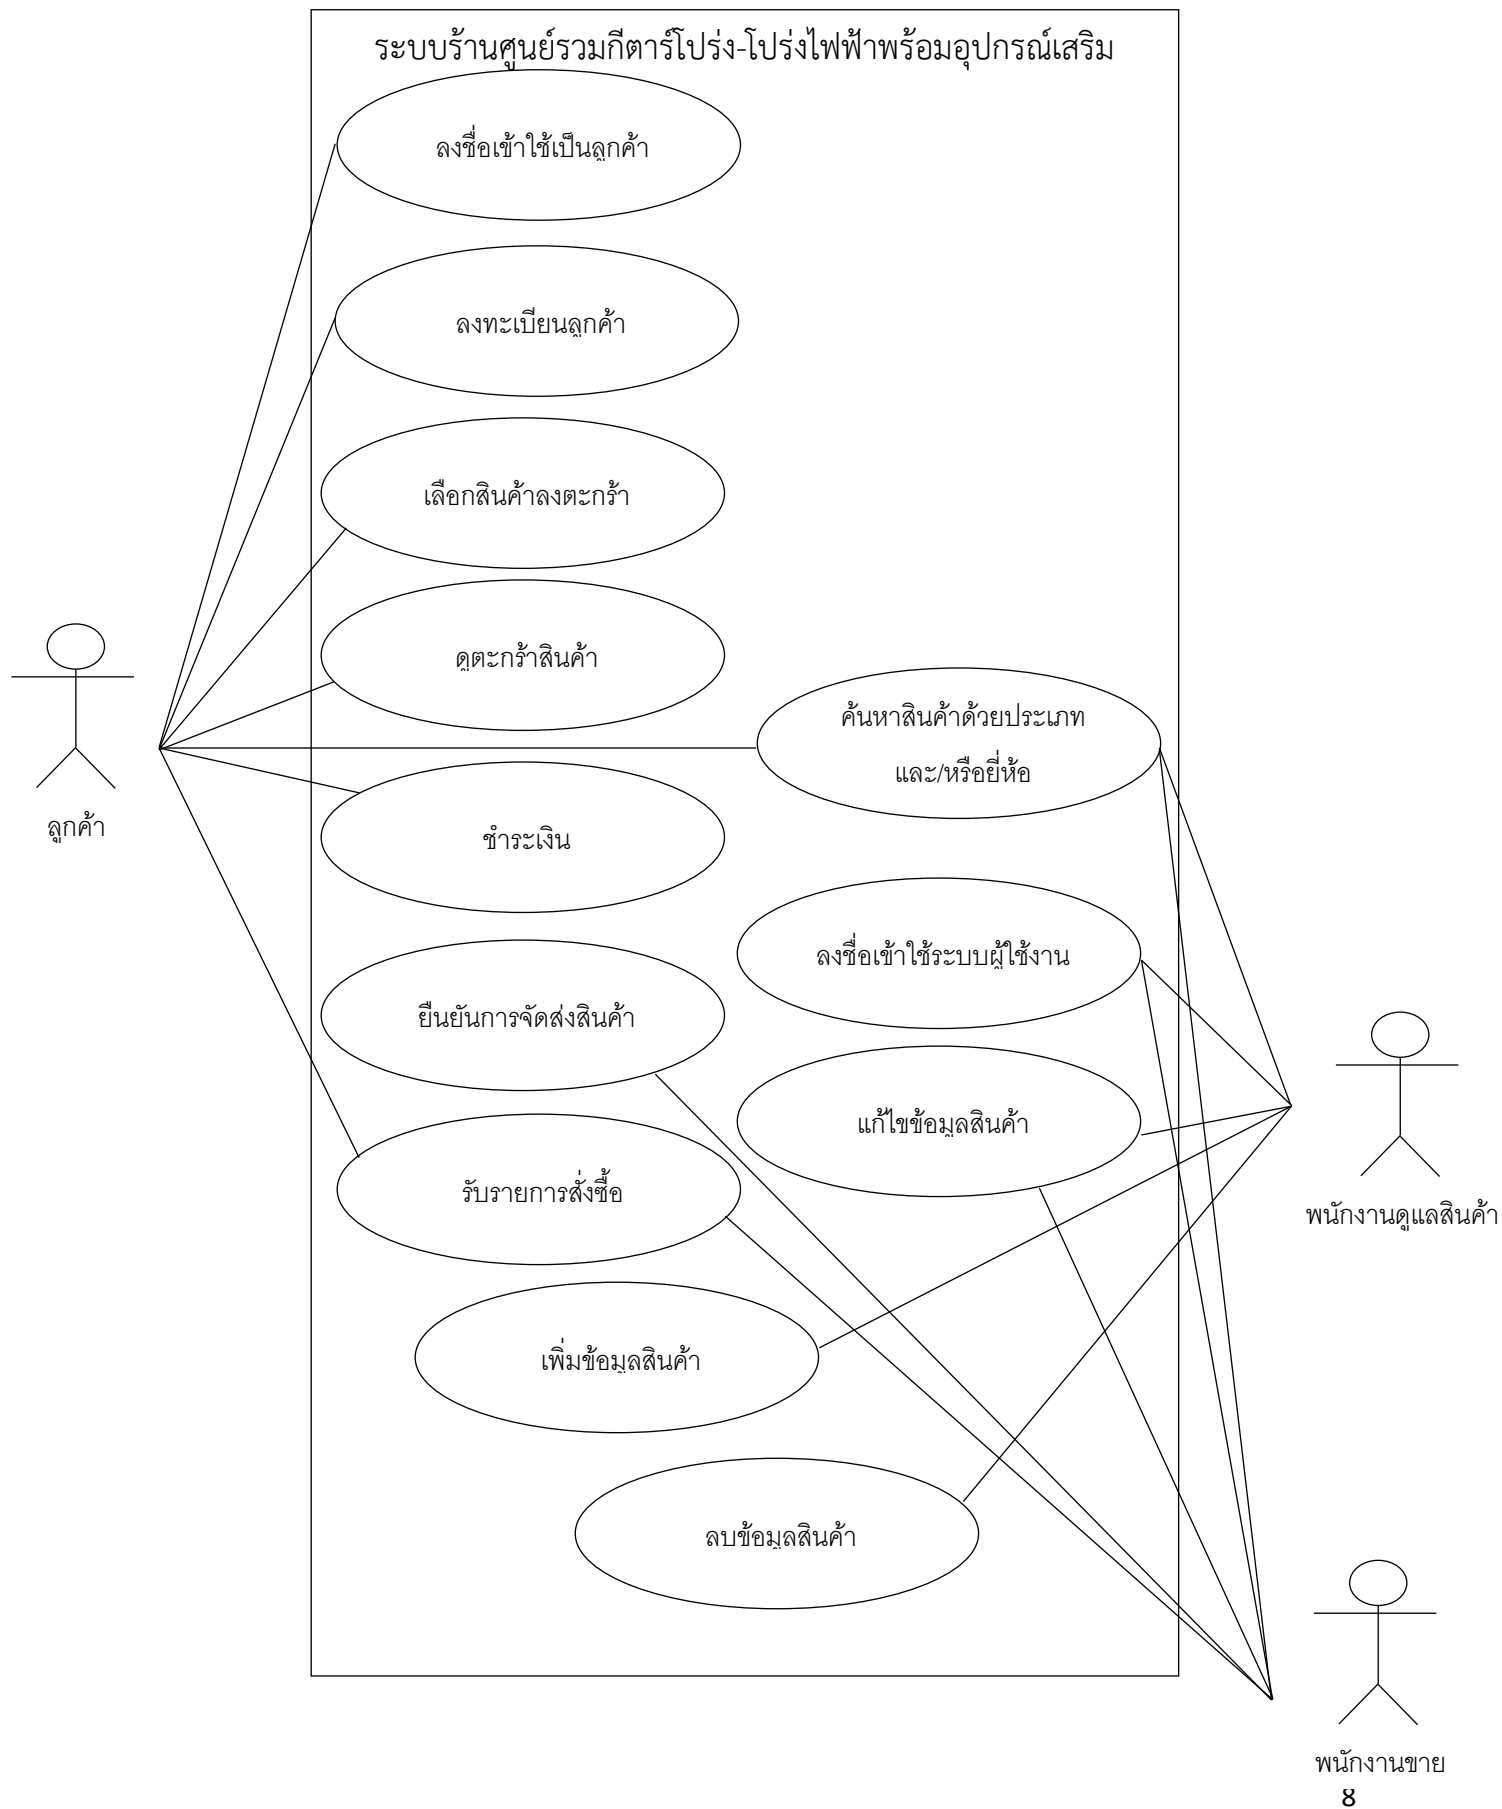 ระบบร้านศูนย์รวมกีตาร์โปร่ง-โปร่งไฟฟ้าพร้อมอุปกรณ์เสริม
ลงชื่อเข้าใช้เป็นลูกค้า
ลงทะเบียนลูกค้า
เลือกสินค้าลงตะกร้า
ดูตะกร้าสินค้า
ค้นหาสินค้าด้วยประเภท
และ/หรือยี่ห้อ
ลูกค้า
ชำระเงิน
ลงชื่อเข้าใช้ระบบผู้ใช้งาน
ยืนยันการจัดส่งสินค้า
แก้ไขข้อมูลสินค้า
รับรายการสั่งซื้อ
พนักงานดูแลสินค้า
เพิ่มข้อมูลสินค้า
ลบข้อมูลสินค้า
พนักงานขาย
8